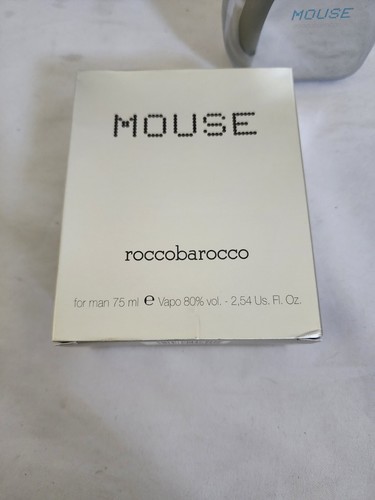 MOUSE
MOUSE
roccobarocco
for man 75 ml e Vapo 80% vol. - 2,54 Us. Fl. Oz.